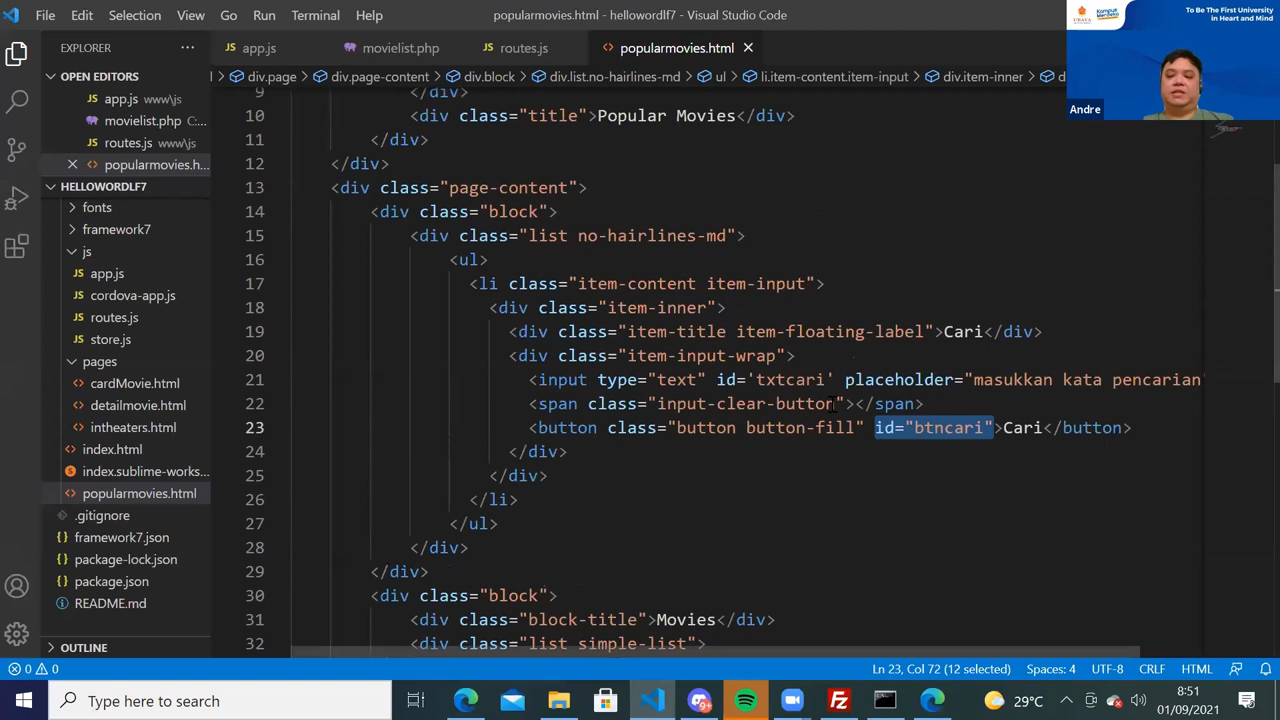 File Edit Selection View Go Run Terminal Help popularmovies.html - hellowordlf7 - Visual Studio Code
UBAYA Kampus Merdeka To Be The First University in Heart and Mind
EXPLORER
app.js movielist.php routes.js popularmovies.html
div.page div.page-content div.block div.list.no-hairlines-md ul li.item-content.item-input div.item-inner d
Andre
OPEN EDITORS
app.js www\js
movielist.php C:...
routes.js www\js
popularmovies.h...
HELLOWORDLF7
fonts
framework7
js
app.js
cordova-app.js
routes.js
store.js
pages
cardMovie.html
detailmovie.html
intheaters.html
index.html
index.sublime-works...
popularmovies.html
.gitignore
framework7.json
package-lock.json
package.json
README.md
OUTLINE
9 </div>
10 <div class="title">Popular Movies</div>
11 </div>
12 </div>
13 <div class="page-content">
14 <div class="block">
15 <div class="list no-hairlines-md">
16 <ul>
17 <li class="item-content item-input">
18 <div class="item-inner">
19 <div class="item-title item-floating-label">Cari</div>
20 <div class="item-input-wrap">
21 <input type="text" id='txtcari' placeholder="masukkan kata pencarian"
22 <span class="input-clear-button"></span>
23 <button class="button button-fill" id="btncari">Cari</button>
24 </div>
25 </div>
26 </li>
27 </ul>
28 </div>
29 </div>
30 <div class="block">
31 <div class="block-title">Movies</div>
32 <div class="list simple-list">
0 0 Ln 23, Col 72 (12 selected) Spaces: 4 UTF-8 CRLF HTML
Type here to search 29°C 8:51
01/09/2021